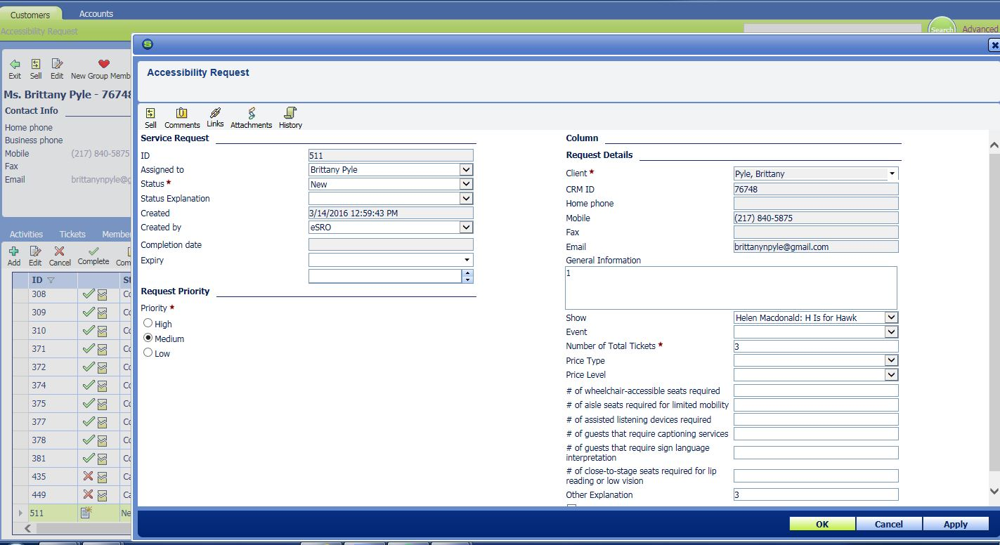 Customers Accounts
Accessibility Request
Search Advanced
S
Accessibility Request
Exit Sell Edit New Group Memb
Ms. Brittany Pyle - 76748
Contact Info
Home phone
Business phone
Mobile (217) 840-5875
Fax
Email brittanynpyle@g
Activities Tickets Member
Add Edit Cancel Complete Com
ID St
308 Co
309 Co
310 Co
371 Co
372 Co
374 Co
375 Co
377 Co
378 Co
381 Co
435 Ca
449 Ca
511 Ne
Sell Comments Links Attachments History
Service Request
ID 511
Assigned to Brittany Pyle
Status * New
Status Explanation
Created 3/14/2016 12:59:43 PM
Created by eSRO
Completion date
Expiry
Request Priority
Priority *
High
Medium
Low
Column
Request Details
Client * Pyle, Brittany
CRM ID 76748
Home phone
Mobile (217) 840-5875
Fax
Email brittanynpyle@gmail.com
General Information
1
Show Helen Macdonald: H Is for Hawk
Event
Number of Total Tickets * 3
Price Type
Price Level
# of wheelchair-accessible seats required
# of aisle seats required for limited mobility
# of assisted listening devices required
# of guests that require captioning services
# of guests that require sign language
interpretation
# of close-to-stage seats required for lip
reading or low vision
Other Explanation 3
OK Cancel Apply